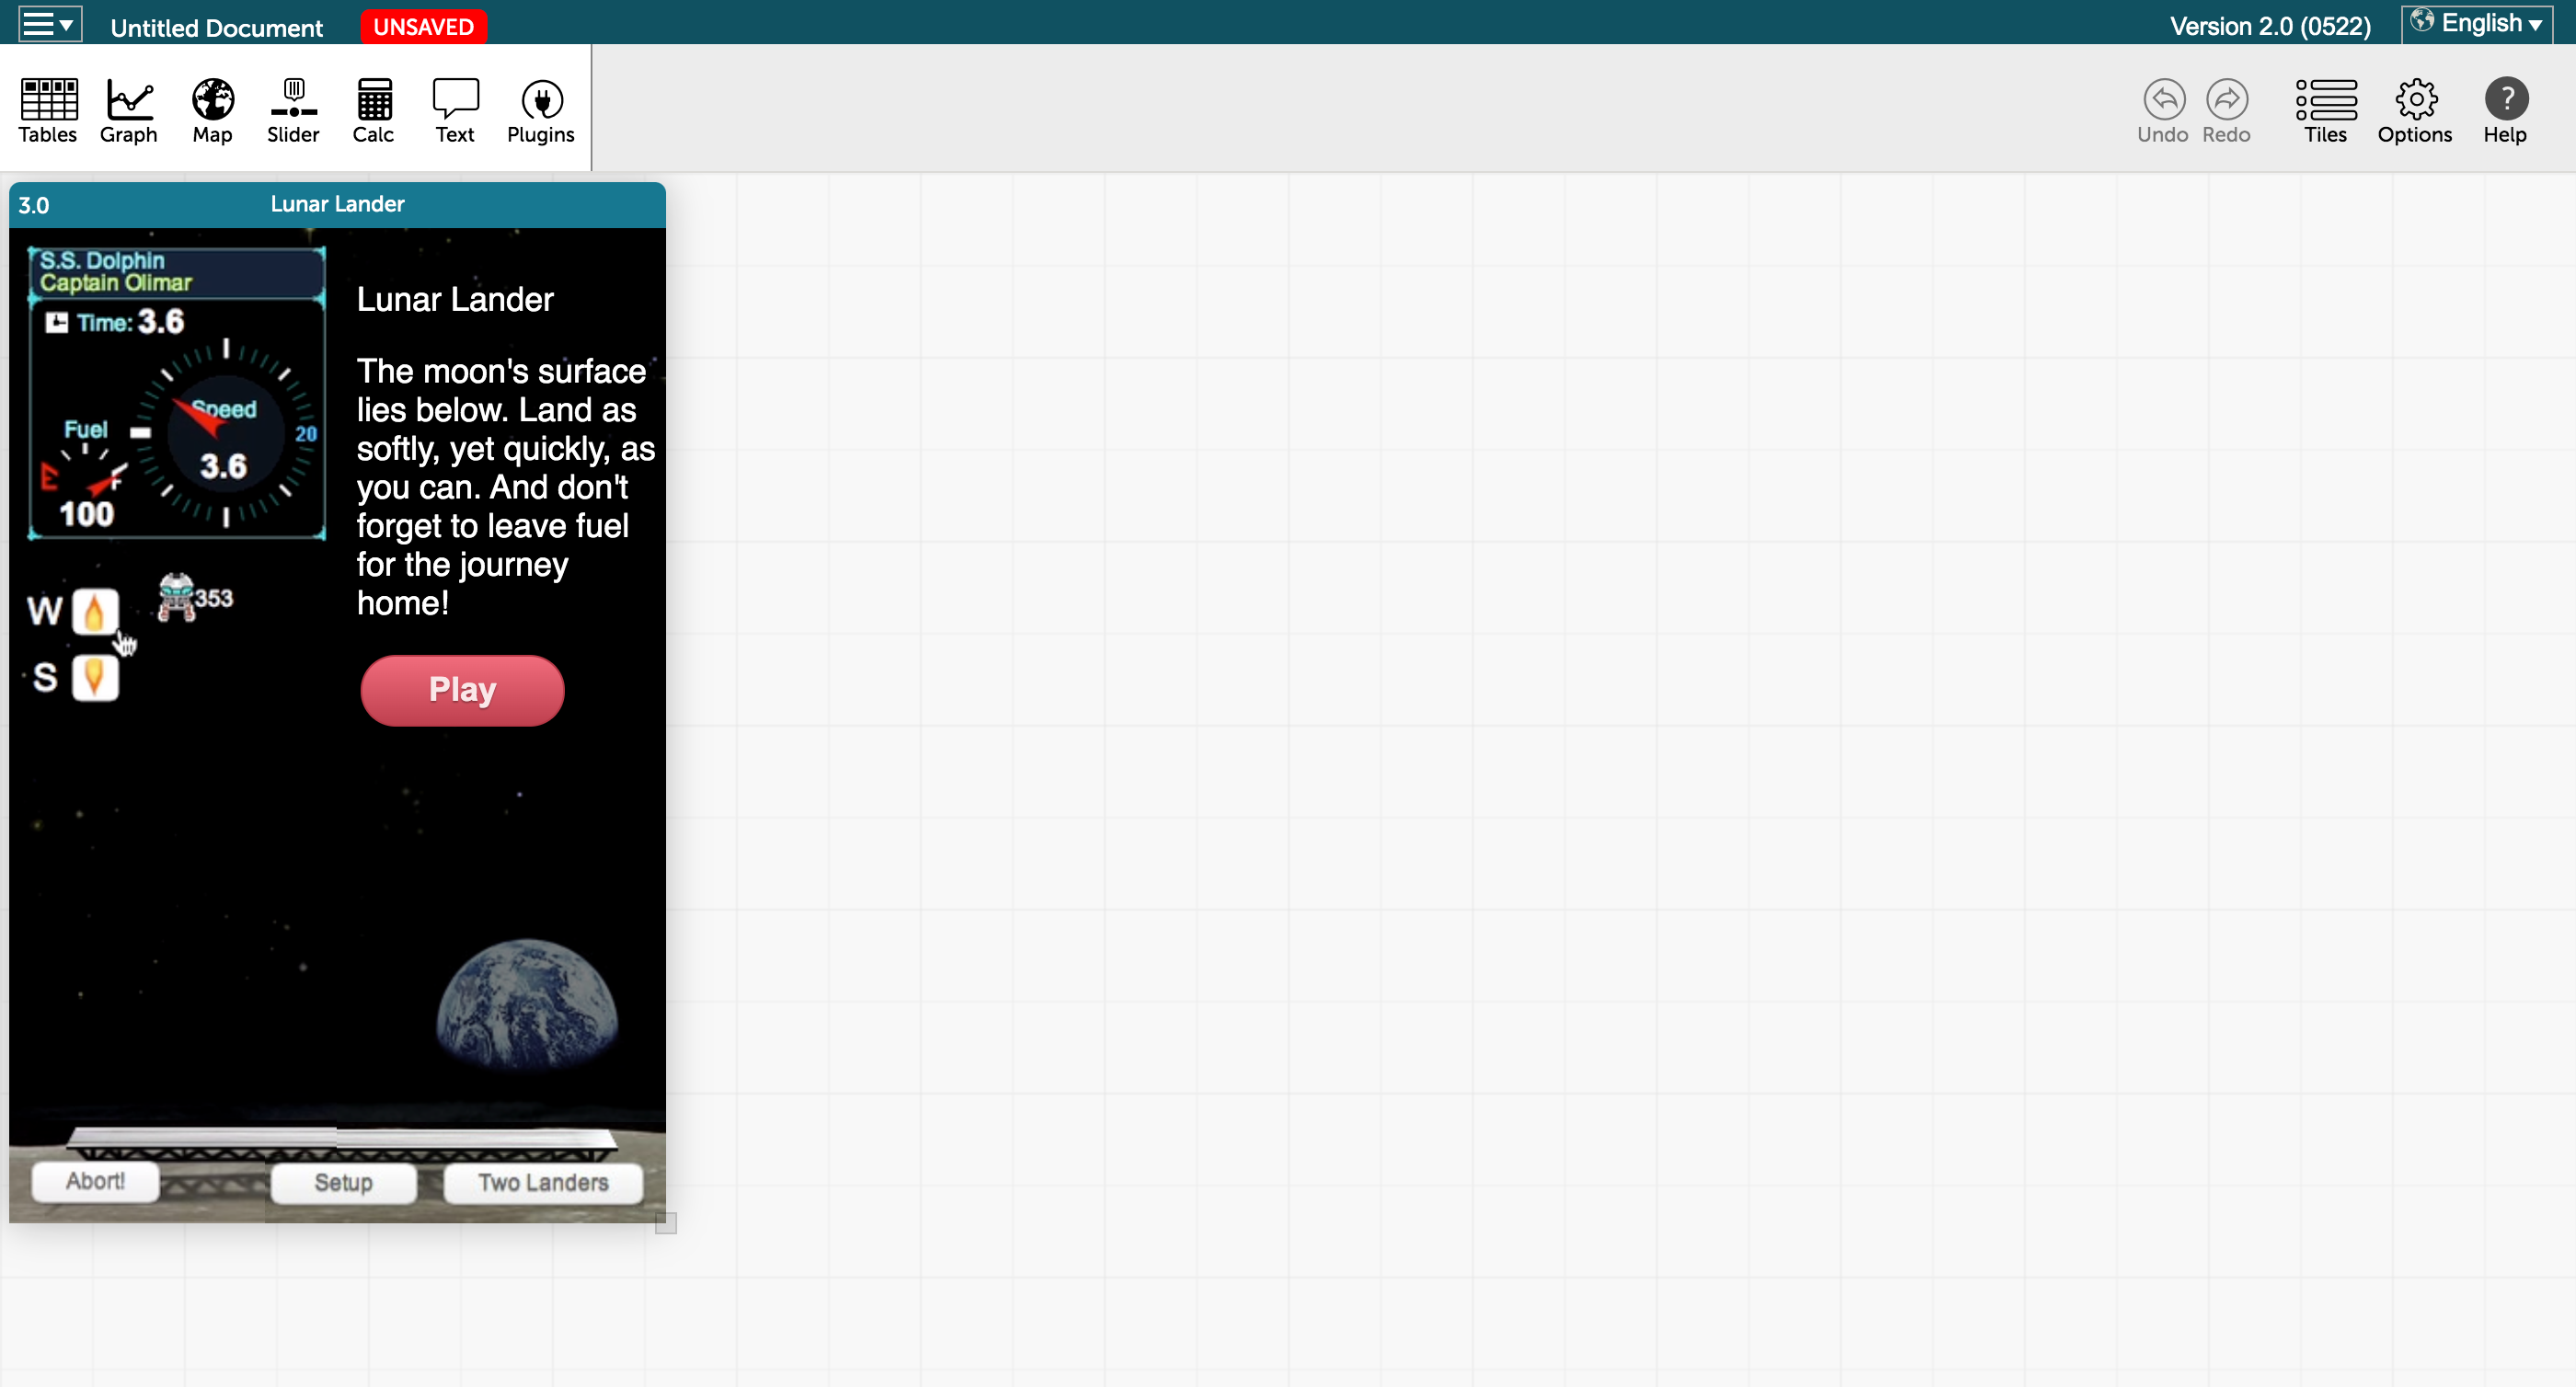 Untitled Document UNSAVED Version 2.0 (0522) English
Tables Graph Map Slider Calc Text Plugins Undo Redo Tiles Options ? Help
3.0 Lunar Lander
S.S. Dolphin
Captain Olimar
Time: 3.6
Speed
Fuel
20
3.6
E F
100
W
353
S
Lunar Lander
The moon's surface
lies below. Land as
softly, yet quickly, as
you can. And don't
forget to leave fuel
for the journey
home!
Play
Abort! Setup Two Landers